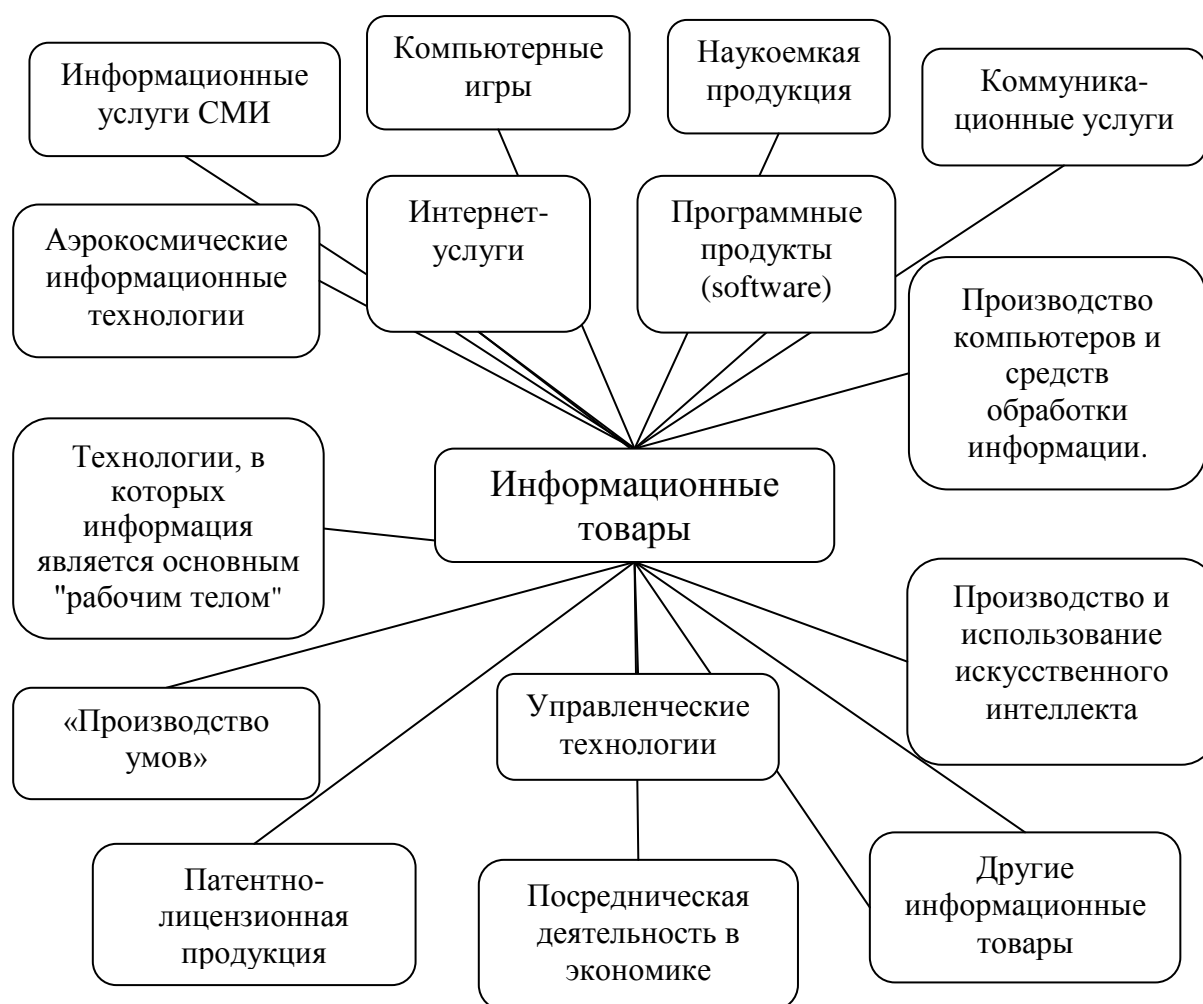 Информационные
услуги СМИ
Компьютерные
игры
Наукоемкая
продукция
Коммуника-
ционные услуги
Аэрокосмические
информационные
технологии
Интернет-
услуги
Программные
продукты
(software)
Производство
компьютеров и
средств
обработки
информации.
Технологии, в
которых
информация
является основным
"рабочим телом"
Информационные
товары
Производство и
использование
искусственного
интеллекта
«Производство
умов»
Управленческие
технологии
Патентно-
лицензионная
продукция
Посредническая
деятельность в
экономике
Другие
информационные
товары